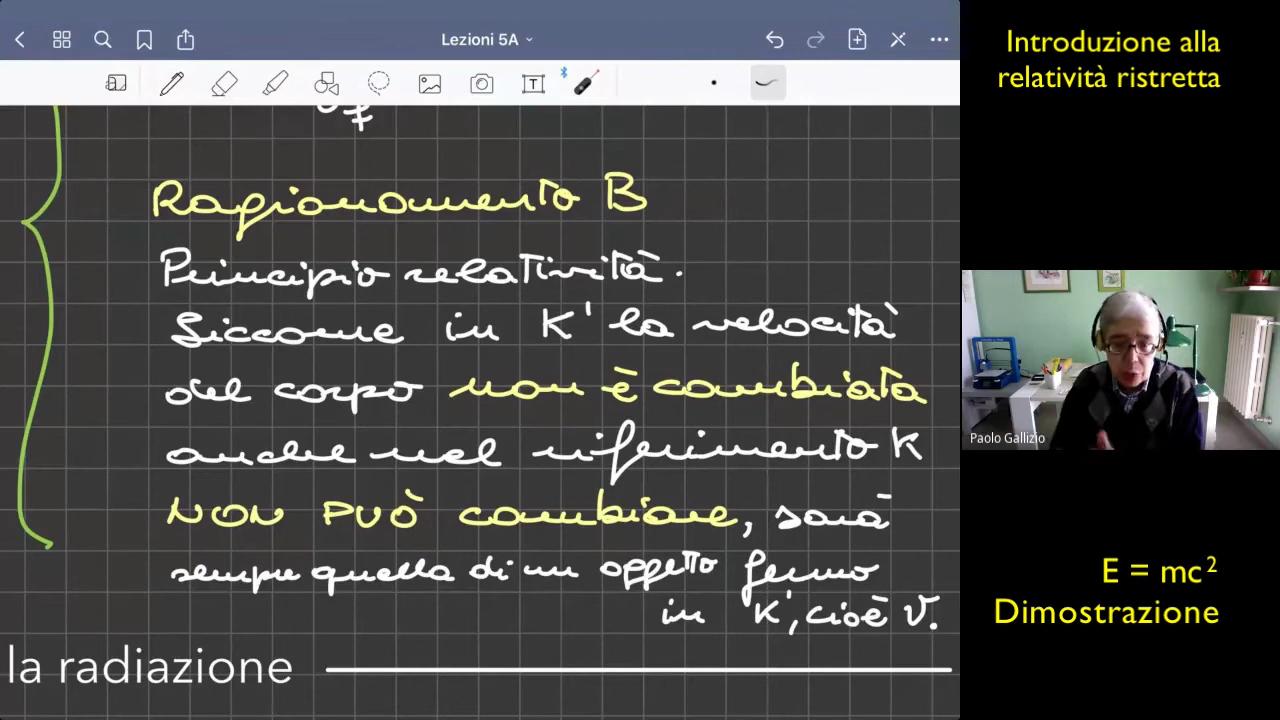 Lezioni 5A
T
Ragionamento B
Principio relatività.
Siccome in K' la velocità
del corpo non è cambiata
anche nel riferimento K
NON PUÒ cambiare, sarà
sempre quella di un oggetto fermo
in K', cioè v.
la radiazione
Introduzione alla
relatività ristretta
Paolo Gallizio
E = mc²
Dimostrazione